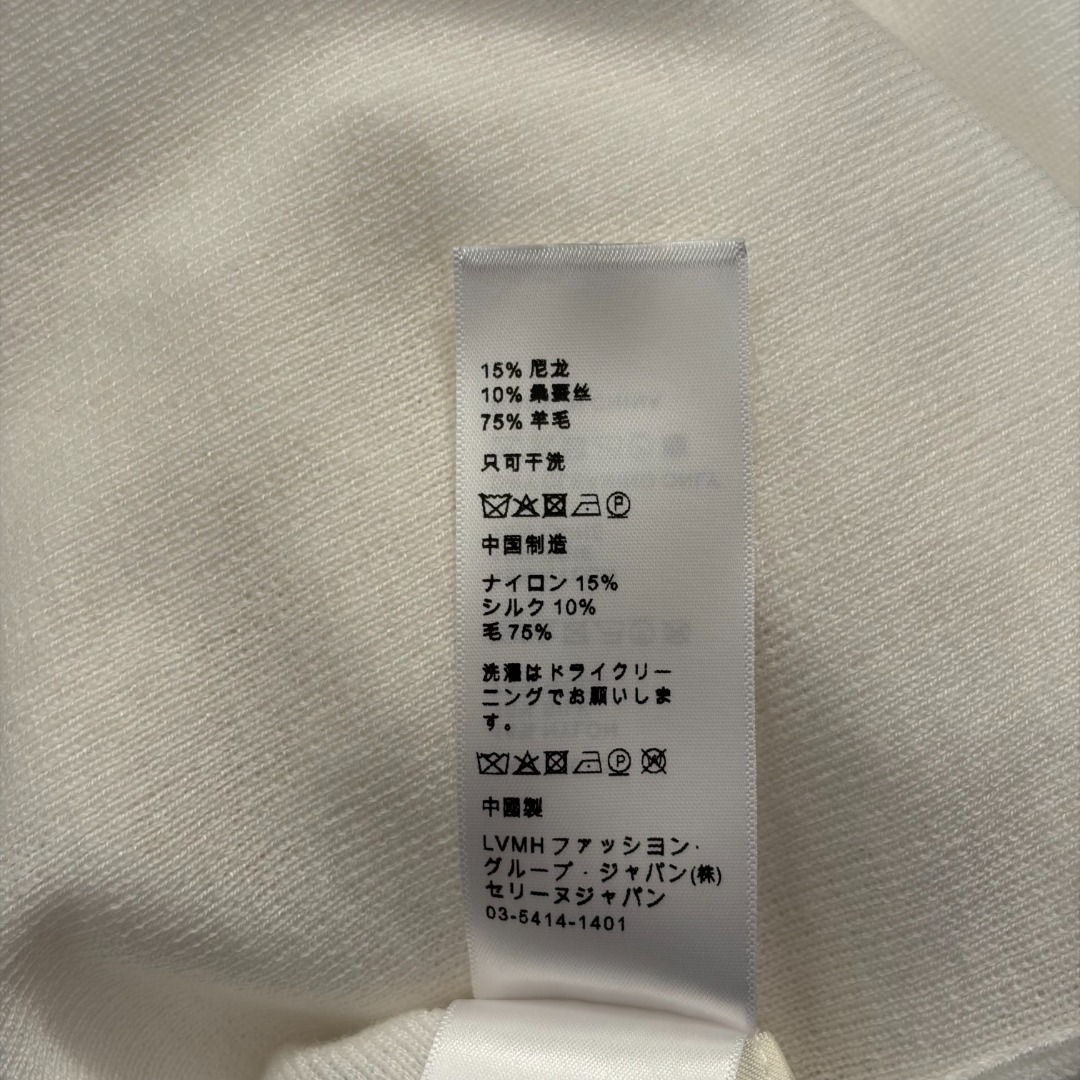 15% 尼龙
10% 桑蚕丝
75% 羊毛
只可干洗
P
中国制造
ナイロン 15%
シルク 10%
毛 75%
洗濯はドライクリー
ニングでお願いしま
す。
P W
中國製
LVMH ファッション·
グループ · ジャパン(株)
セリーヌジャパン
03-5414-1401